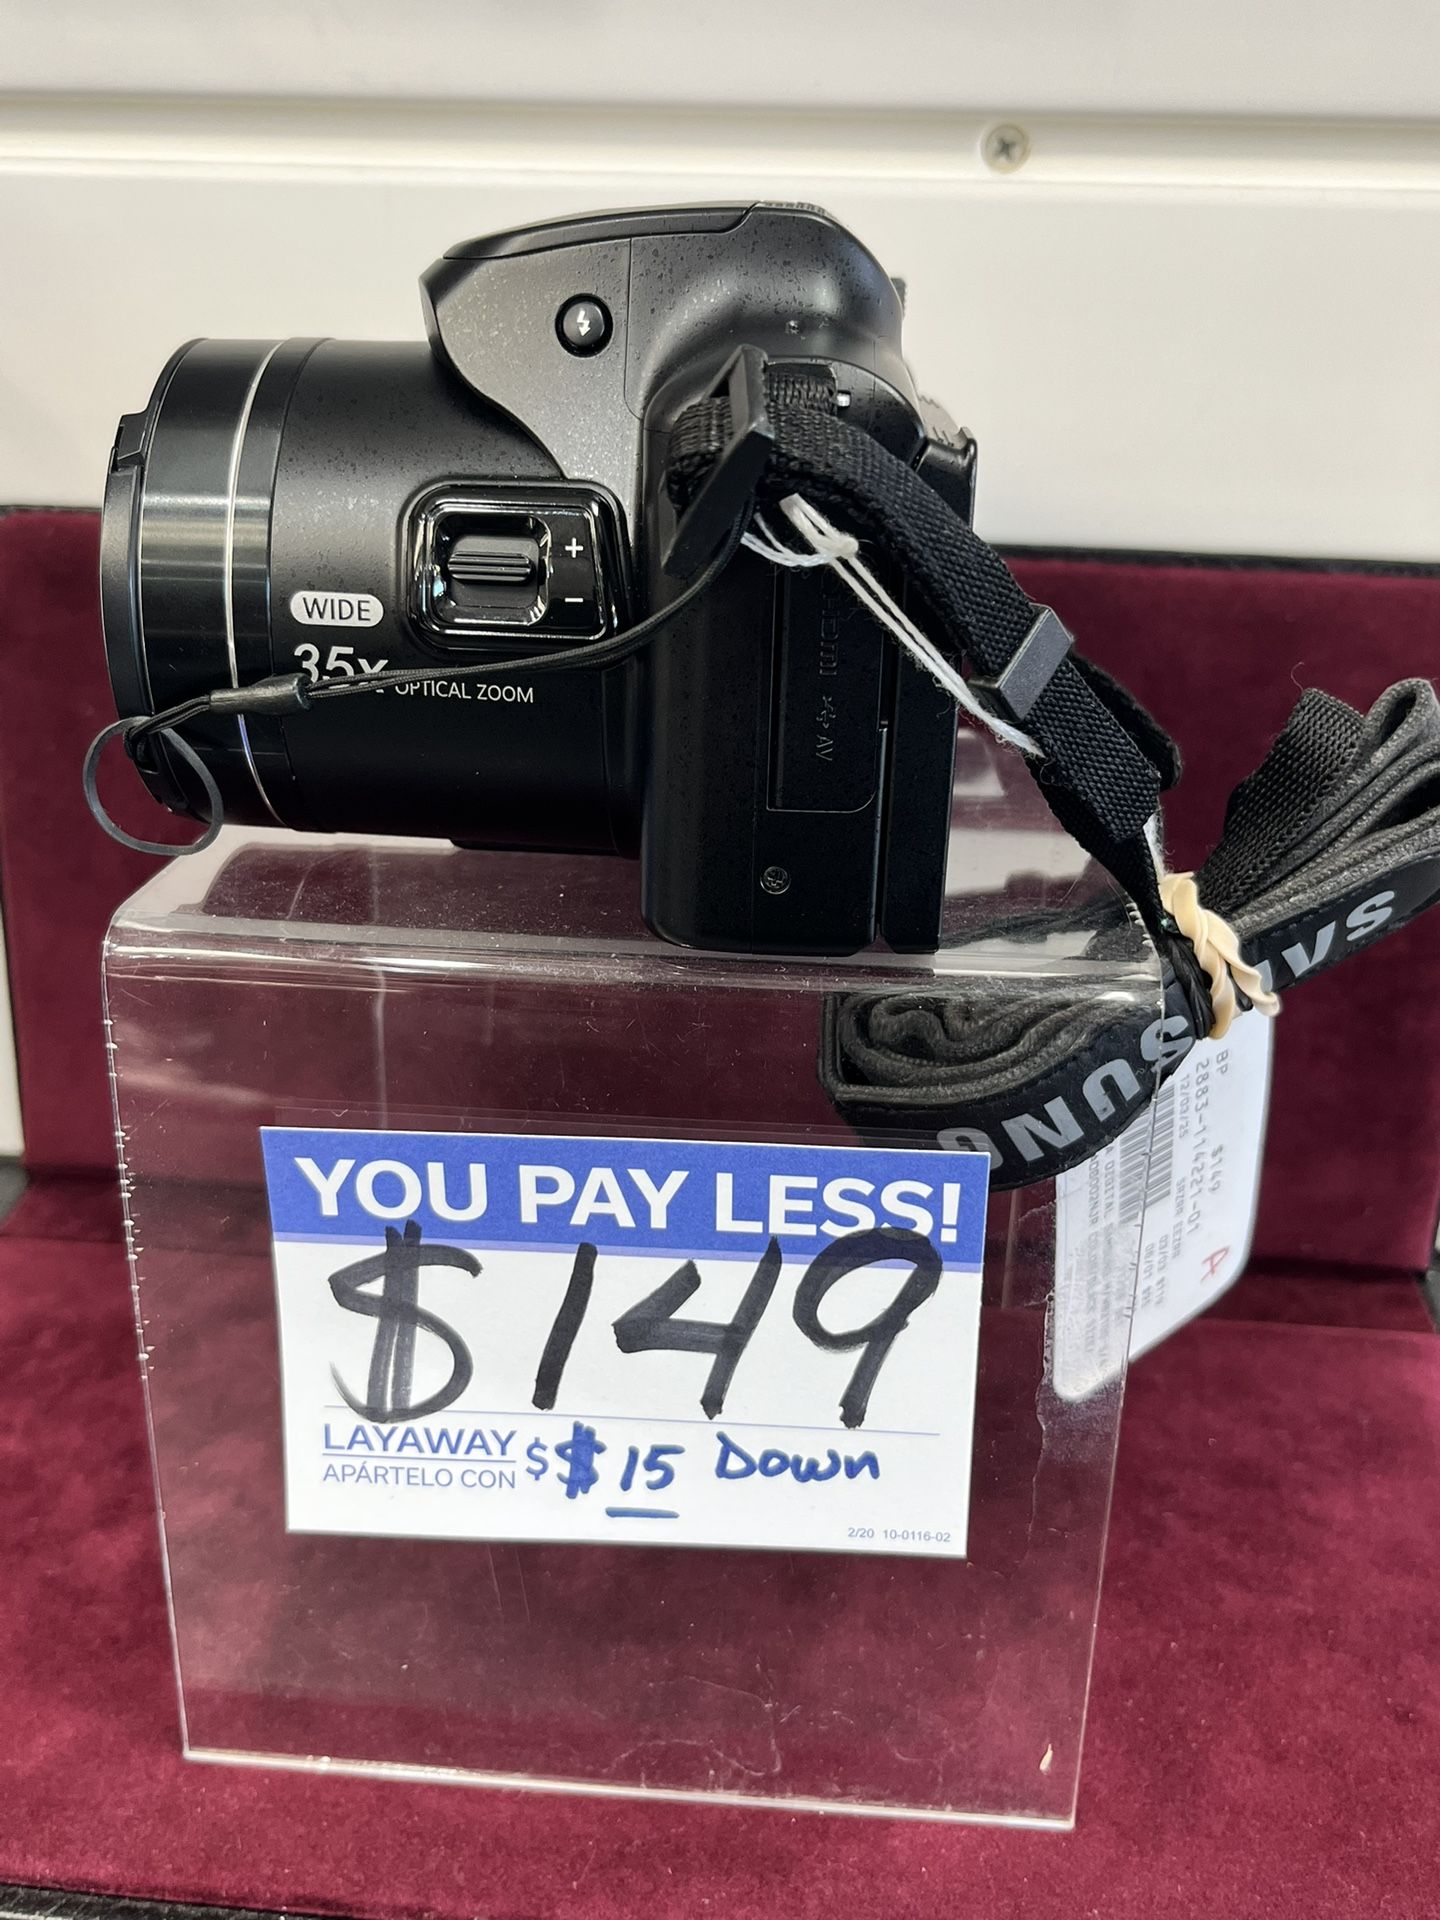 WIDE
35x OPTICAL ZOOM
+
−
HDMI
AV
SAMSUNG
BP $149
2883-114221-01
12/03/25
A
YOU PAY LESS!
$149
LAYAWAY
APÁRTELO CON $ $ 15 Down
2/20 10-0116-02